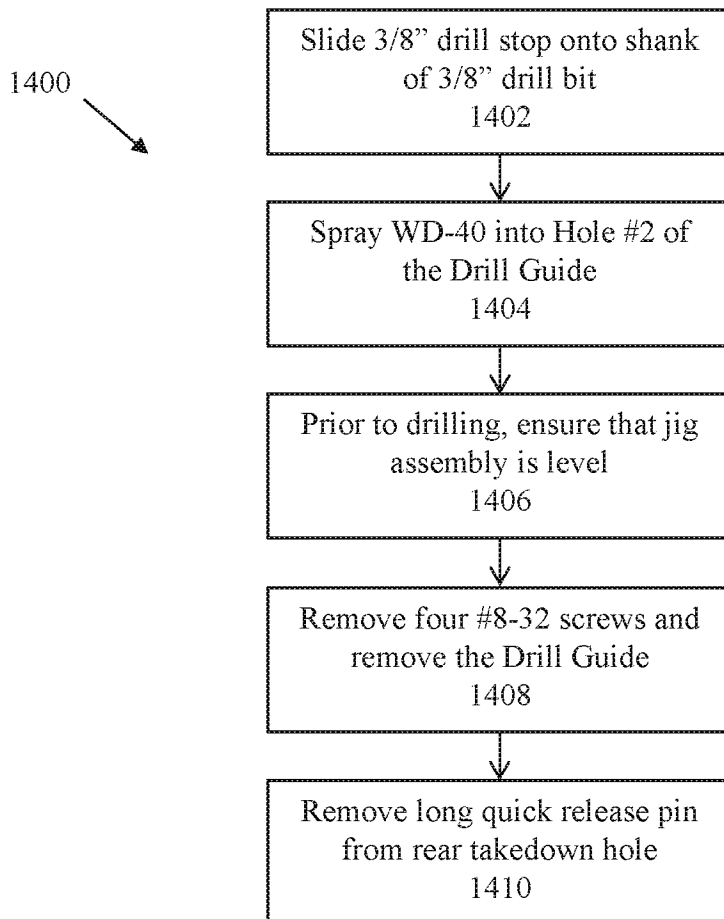 1400
Slide 3/8” drill stop onto shank
of 3/8” drill bit
1402
Spray WD-40 into Hole #2 of
the Drill Guide
1404
Prior to drilling, ensure that jig
assembly is level
1406
Remove four #8-32 screws and
remove the Drill Guide
1408
Remove long quick release pin
from rear takedown hole
1410